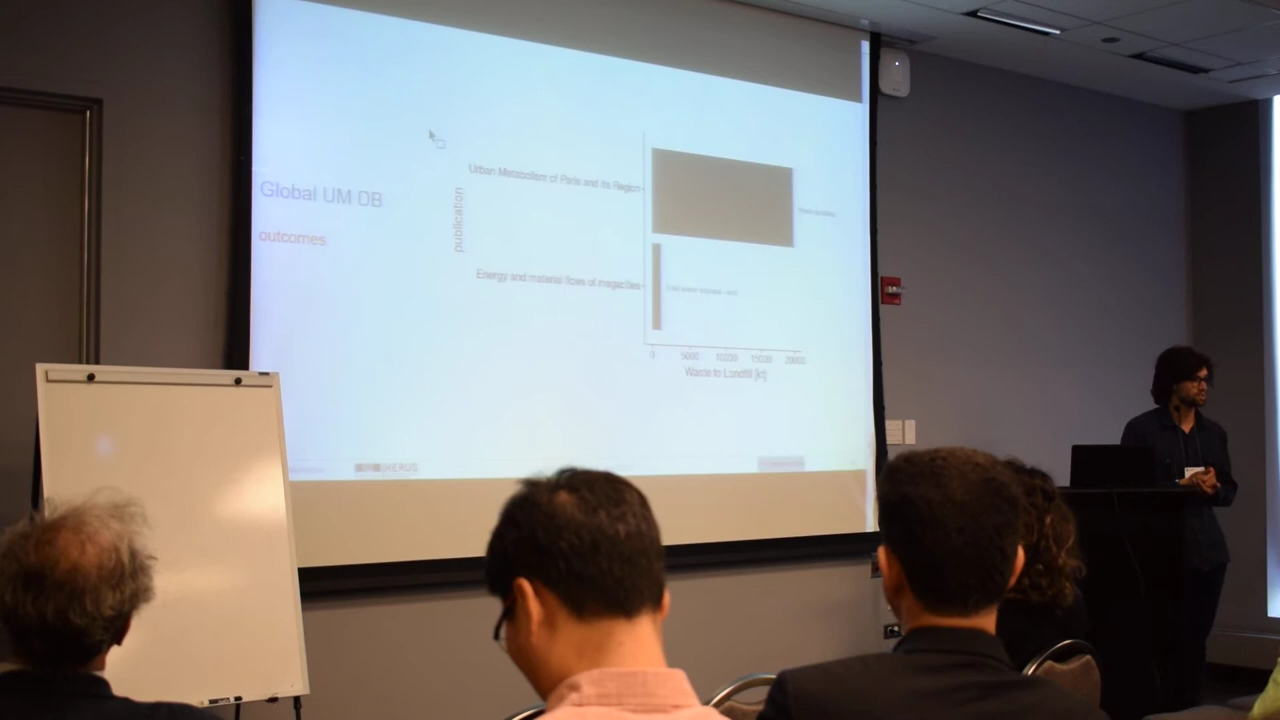 Global UM DB
outcomes
publication
Urban Metabolism of Paris and its Region
Energy and material flows of megacities
0 5000 10000 15000 20000
Waste to Landfill [kt]
HERUS